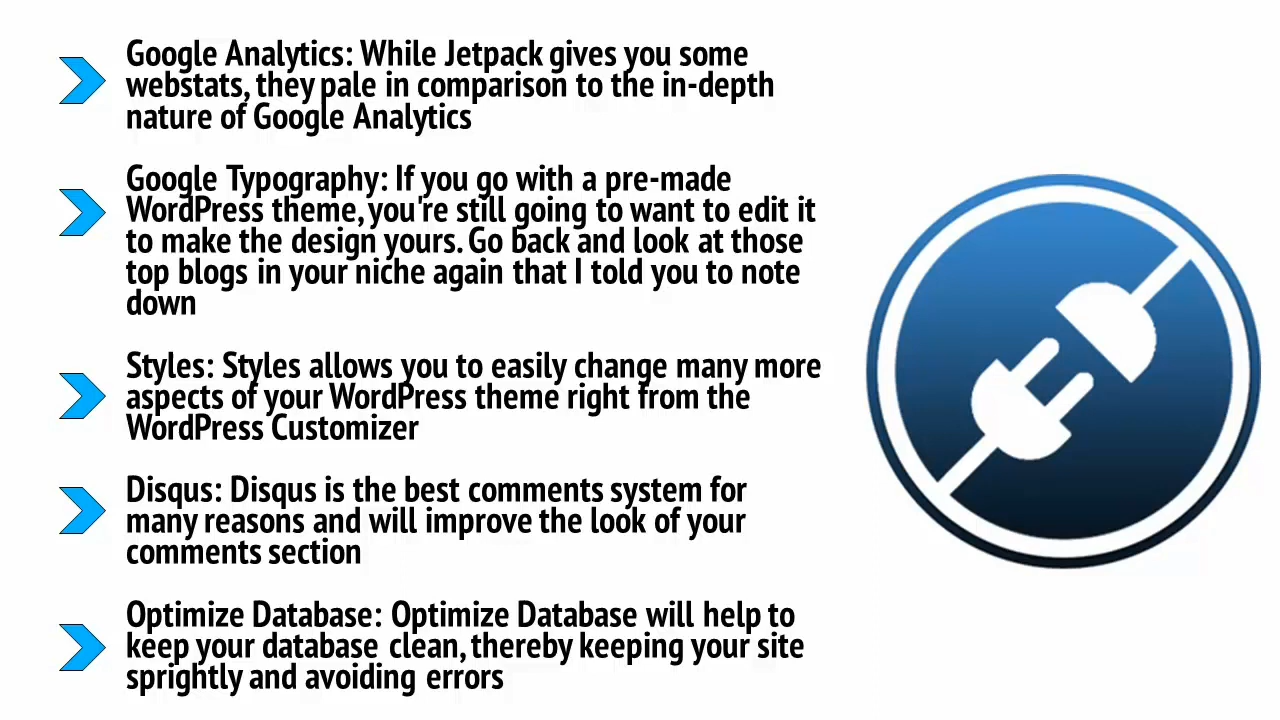 Google Analytics: While Jetpack gives you some
webstats, they pale in comparison to the in-depth
nature of Google Analytics
Google Typography: If you go with a pre-made
WordPress theme, you're still going to want to edit it
to make the design yours. Go back and look at those
top blogs in your niche again that I told you to note
down
Styles: Styles allows you to easily change many more
aspects of your WordPress theme right from the
WordPress Customizer
Disqus: Disqus is the best comments system for
many reasons and will improve the look of your
comments section
Optimize Database: Optimize Database will help to
keep your database clean, thereby keeping your site
sprightly and avoiding errors